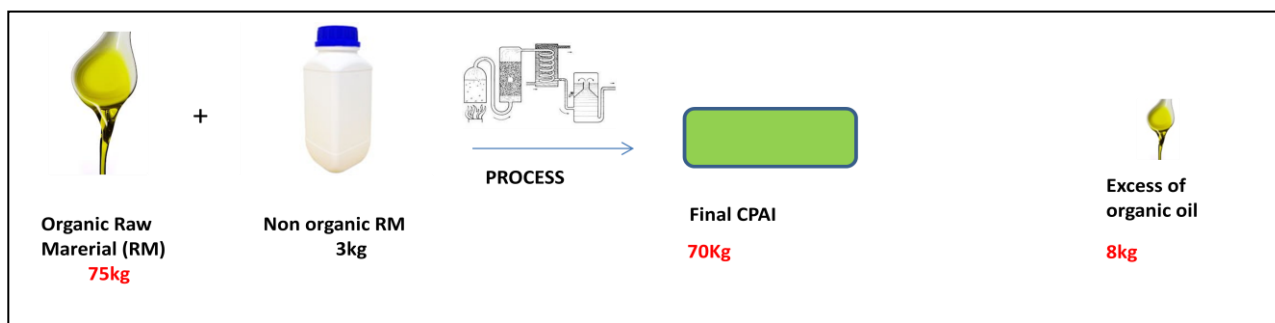 +
PROCESS
Organic Raw
Marerial (RM)
75kg
Non organic RM
3kg
Final CPAI
70Kg
Excess of
organic oil
8kg